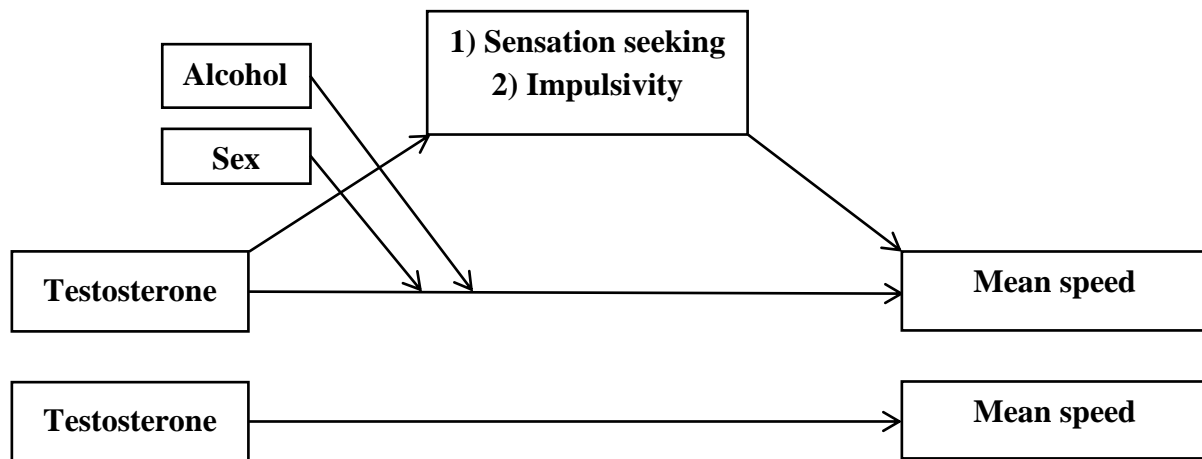 1) Sensation seeking
2) Impulsivity
Alcohol
Sex
Testosterone
Mean speed
Testosterone
Mean speed